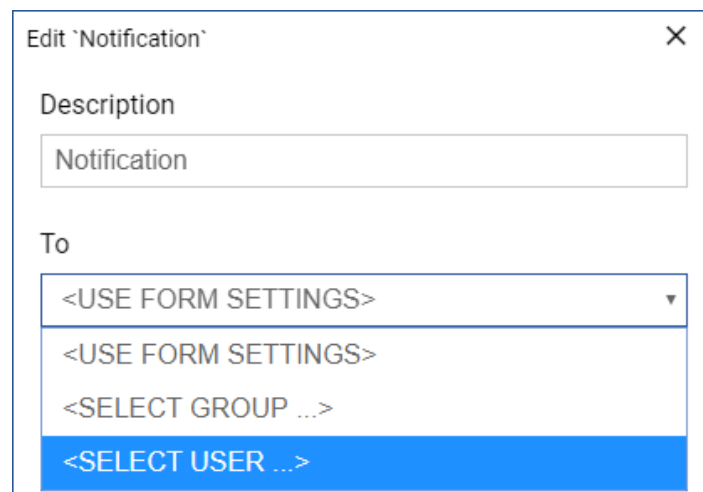 Edit `Notification`
Description
Notification
To
<USE FORM SETTINGS>
<USE FORM SETTINGS>
<SELECT GROUP ...>
<SELECT USER ...>